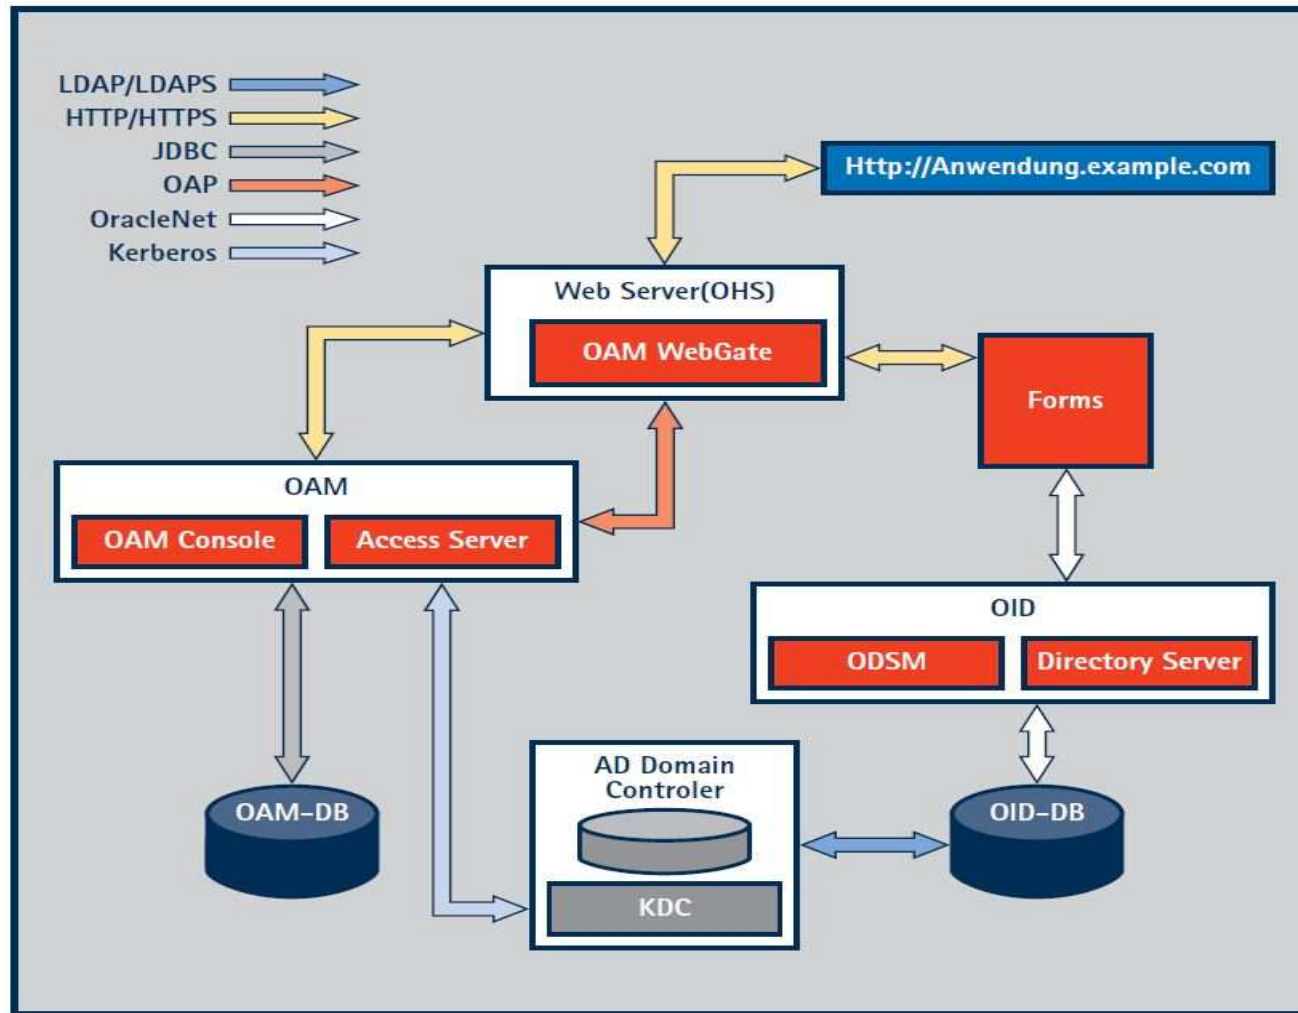 LDAP/LDAPS
HTTP/HTTPS
JDBC
OAP
OracleNet
Kerberos
Http://Anwendung.example.com
Web Server(OHS)
OAM WebGate
Forms
OAM
OAM Console
Access Server
OID
ODSM
Directory Server
AD Domain
Controler
KDC
OAM-DB
OID-DB